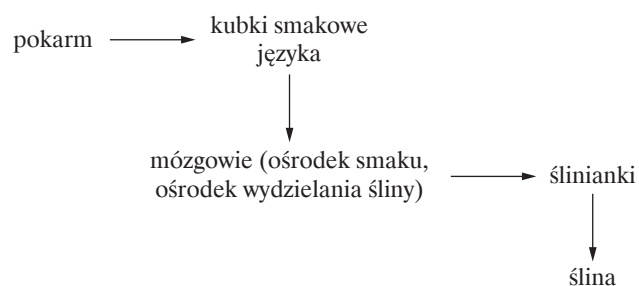 pokarm
kubki smakowe
języka
mózgowie (ośrodek smaku,
ośrodek wydzielania śliny)
ślinianki
ślina